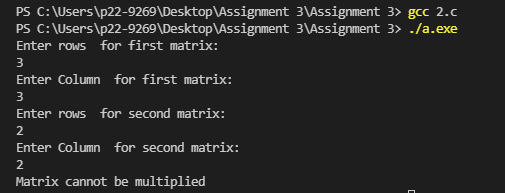 PS C:\Users\p22-9269\Desktop\Assignment 3\Assignment 3> gcc 2.c
PS C:\Users\p22-9269\Desktop\Assignment 3\Assignment 3> ./a.exe
Enter rows  for first matrix:
3
Enter Column  for first matrix:
3
Enter rows  for second matrix:
2
Enter Column  for second matrix:
2
Matrix cannot be multiplied